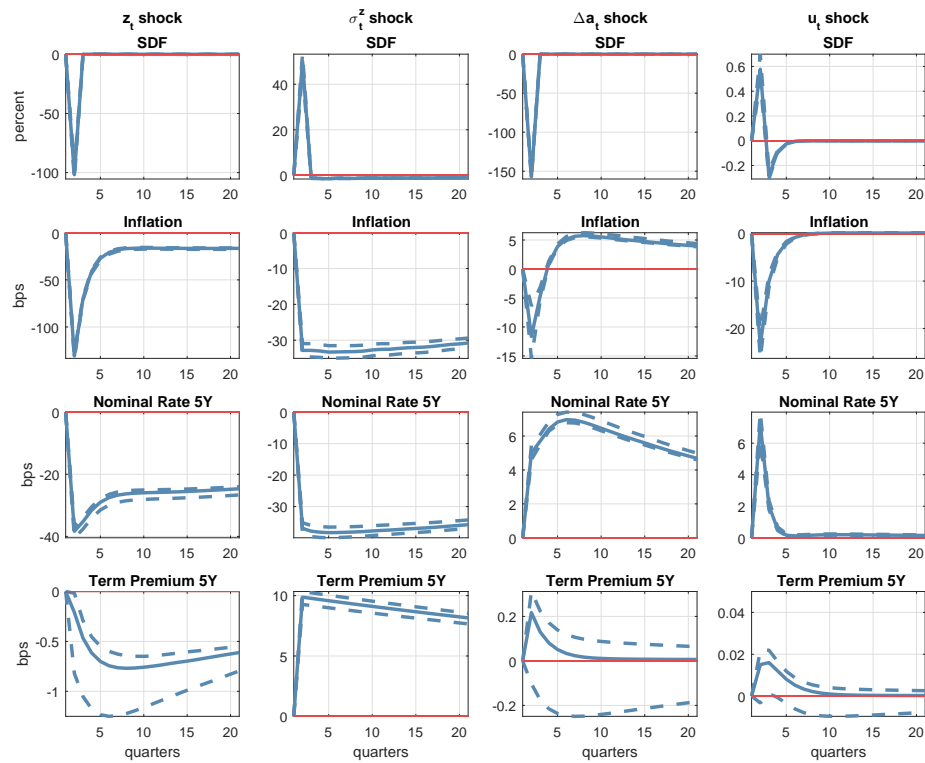 z_t shock σ_t^z shock Δa_t shock u_t shock
SDF SDF SDF SDF
percent
0 -50 -100
40 20 0
0 -50 -100 -150
0.6 0.4 0.2 0 -0.2
5 10 15 20 5 10 15 20 5 10 15 20 5 10 15 20
Inflation Inflation Inflation Inflation
bps
0 -50 -100
0 -10 -20 -30
5 0 -5 -10 -15
0 -10 -20
5 10 15 20 5 10 15 20 5 10 15 20 5 10 15 20
Nominal Rate 5Y Nominal Rate 5Y Nominal Rate 5Y Nominal Rate 5Y
bps
0 -20 -40
0 -10 -20 -30
6 4 2 0
6 4 2 0
5 10 15 20 5 10 15 20 5 10 15 20 5 10 15 20
Term Premium 5Y Term Premium 5Y Term Premium 5Y Term Premium 5Y
bps
0 -0.5 -1
10 5 0
0.2 0 -0.2
0.04 0.02 0
5 10 15 20 5 10 15 20 5 10 15 20 5 10 15 20
quarters quarters quarters quarters